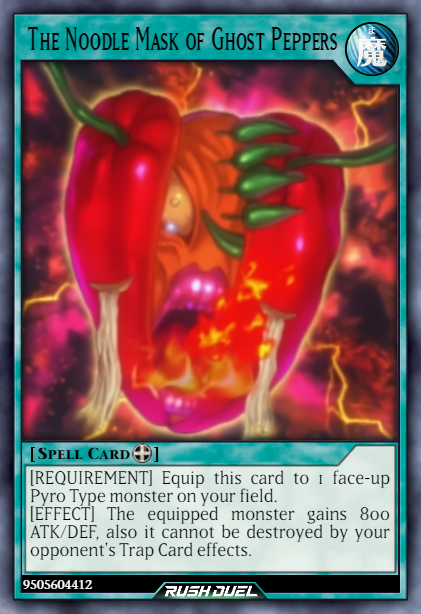 The Noodle Mask of Ghost Peppers
ま
魔
[Spell Card]
[REQUIREMENT] Equip this card to 1 face-up
Pyro Type monster on your field.
[EFFECT] The equipped monster gains 800
ATK/DEF, also it cannot be destroyed by your
opponent's Trap Card effects.
9505604412
RUSH DUEL